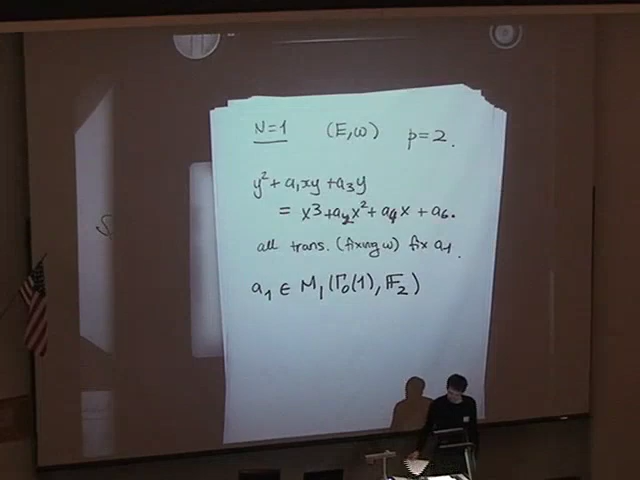 N=1 (E,ω) p=2.
y²+a₁xy+a₃y
= x³+a₂x²+a₄x+a₆.
all trans. (fixing ω) fix a₁.
a₁ ∈ M₁(Γ₀(1), 𝔽₂)